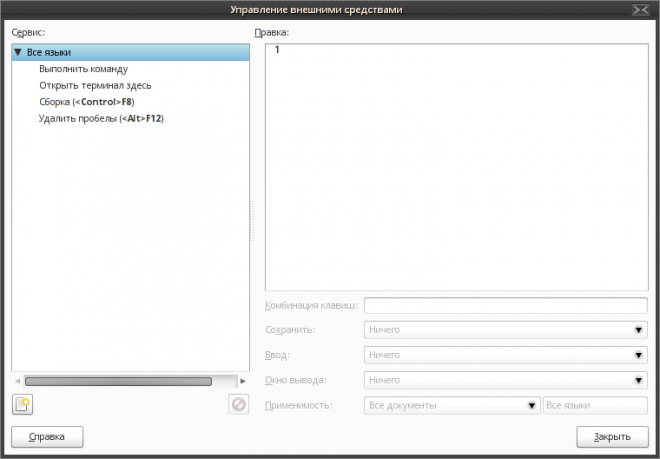 Управление внешними средствами
Сервис:
Все языки
Выполнить команду
Открыть терминал здесь
Сборка (<Control>F8)
Удалить пробелы (<Alt>F12)
Правка:
1
Комбинация клавиш:
Сохранить: Ничего
Ввод: Ничего
Окно вывода: Ничего
Применимость: Все документы Все языки
Справка Закрыть